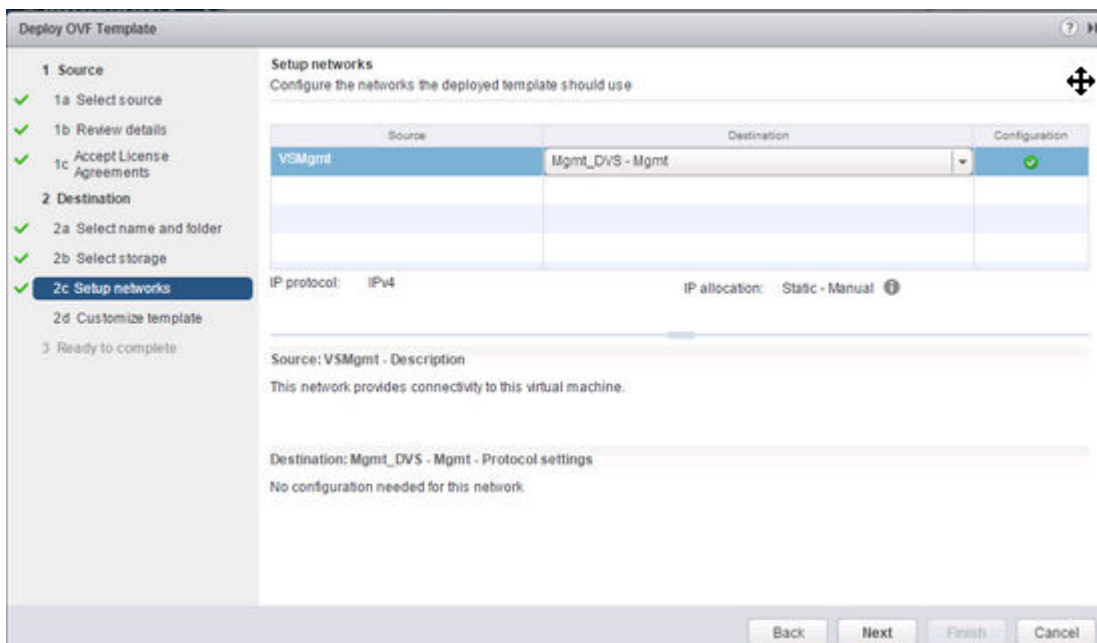 Deploy OVF Template
1 Source
1a Select source
1b Review details
1c Accept License
Agreements
2 Destination
2a Select name and folder
2b Select storage
2c Setup networks
2d Customize template
3 Ready to complete
Setup networks
Configure the networks the deployed template should use
Source Destination Configuration
VSMgmt Mgmt_DVS - Mgmt
IP protocol: IPv4 IP allocation: Static - Manual
Source: VSMgmt - Description
This network provides connectivity to this virtual machine.
Destination: Mgmt_DVS - Mgmt - Protocol settings
No configuration needed for this network
Back Next Finish Cancel